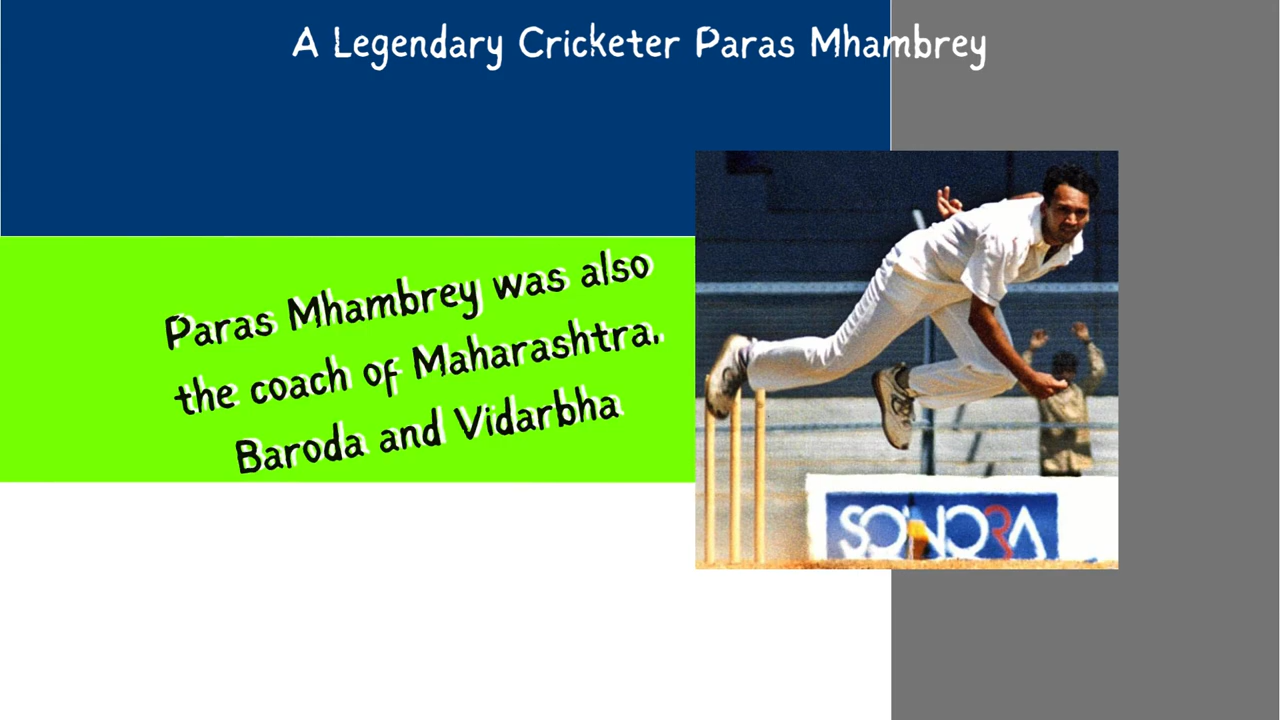 A Legendary Cricketer Paras Mhambrey
Paras Mhambrey was also
the coach of Maharashtra,
Baroda and Vidarbha
SONORA